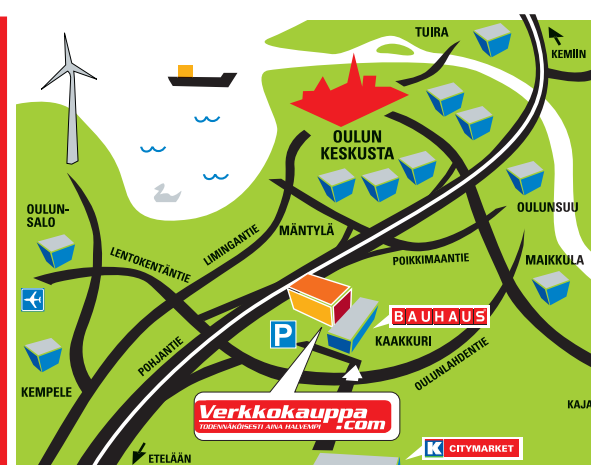 TUIRA
KEMIIN
OULUN
KESKUSTA
OULUN-
SALO
OULUNSUU
LENTOKENTÄNTIE
LIMINGANTIE
MÄNTYLÄ
POIKKIMAANTIE
MAIKKULA
BAUHAUS
P
KAAKKURI
POHJANTIE
OULUNLAHDENTIE
KEMPELE
Verkkokauppa
.com
TODENNÄKÖISESTI AINA HALVEMPI
KAJA
K CITYMARKET
ETELÄÄN